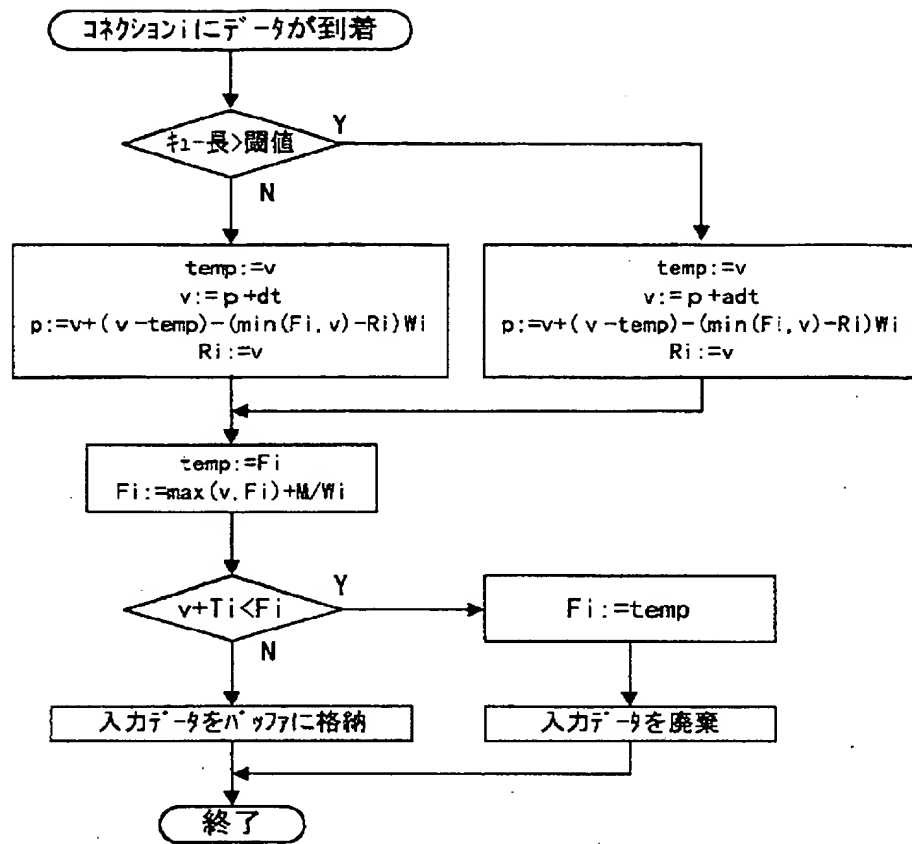 コネクションiにデータが到着
キュー長>閾値
Y
N
temp:=v
v:=p+dt
p:=v+(v-temp)-(min(Fi,v)-Ri)Wi
Ri:=v
temp:=v
v:=p+adt
p:=v+(v-temp)-(min(Fi,v)-Ri)Wi
Ri:=v
temp:=Fi
Fi:=max(v,Fi)+M/Wi
v+Ti<Fi
Y
N
Fi:=temp
入力データをバッファに格納
入力データを廃棄
終了